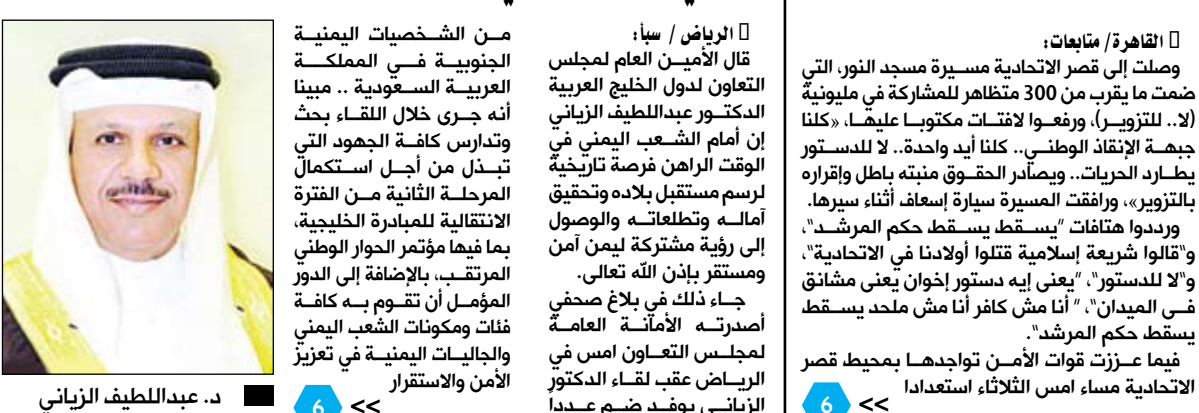 القاهرة/ متابعات:
وصلت إلى قصر الاتحادية مسيرة مسجد النور، التي
ضمت ما يقرب من 300 متظاهر للمشاركة في مليونية
(لا.. للتزوير)، ورفعوا لافتات مكتوبا عليها، «كلنا
جبهة الإنقاذ الوطني.. كلنا أيد واحدة.. لا للدستور
يطارد الحريات.. ويصادر الحقوق منبته باطل وإقراره
بالتزوير»، ورافقت المسيرة سيارة إسعاف أثناء سيرها.
ورددوا هتافات "يسقط يسقط حكم المرشد"،
و"قالوا شريعة إسلامية قتلوا أولادنا في الاتحادية"،
و"لا للدستور"، "يعنى إيه دستور إخوان يعنى مشانق
فى الميدان"، " أنا مش كافر أنا مش ملحد يسقط
يسقط حكم المرشد".
فيما عززت قوات الأمن تواجدها بمحيط قصر
الاتحادية مساء امس الثلاثاء استعدادا
>> 6
الرياض / سبأ:
قال الأمين العام لمجلس
التعاون لدول الخليج العربية
الدكتور عبداللطيف الزياني
إن أمام الشعب اليمني في
الوقت الراهن فرصة تاريخية
لرسم مستقبل بلاده وتحقيق
آماله وتطلعاته والوصول
إلى رؤية مشتركة ليمن آمن
ومستقر بإذن الله تعالى.
جاء ذلك في بلاغ صحفي
أصدرته الأمانة العامة
لمجلس التعاون امس في
الرياض عقب لقاء الدكتور
الزياني بوفد ضم عددا
من الشخصيات اليمنية
الجنوبية في المملكة
العربية السعودية .. مبينا
أنه جرى خلال اللقاء بحث
وتدارس كافة الجهود التي
تبذل من أجل استكمال
المرحلة الثانية من الفترة
الانتقالية للمبادرة الخليجية،
بما فيها مؤتمر الحوار الوطني
المرتقب، بالإضافة إلى الدور
المؤمل أن تقوم به كافة
فئات ومكونات الشعب اليمني
والجاليات اليمنية في تعزيز
الأمن والاستقرار
>> 6
د. عبداللطيف الزياني